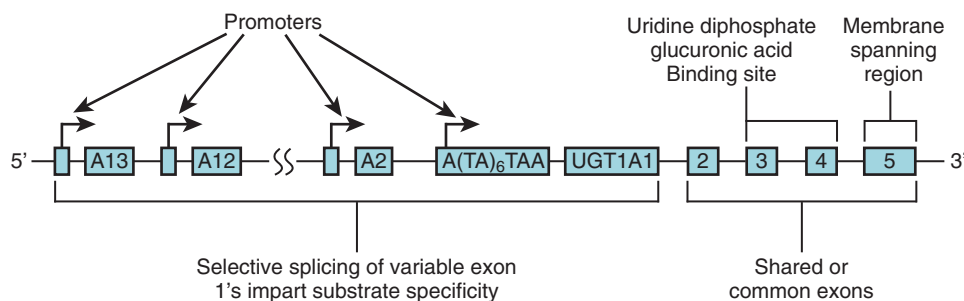 Promoters
Uridine diphosphate
glucuronic acid
Binding site
Membrane
spanning
region
5' A13 A12 A2 A(TA)6TAA UGT1A1 2 3 4 5 3'
Selective splicing of variable exon
1's impart substrate specificity
Shared or
common exons